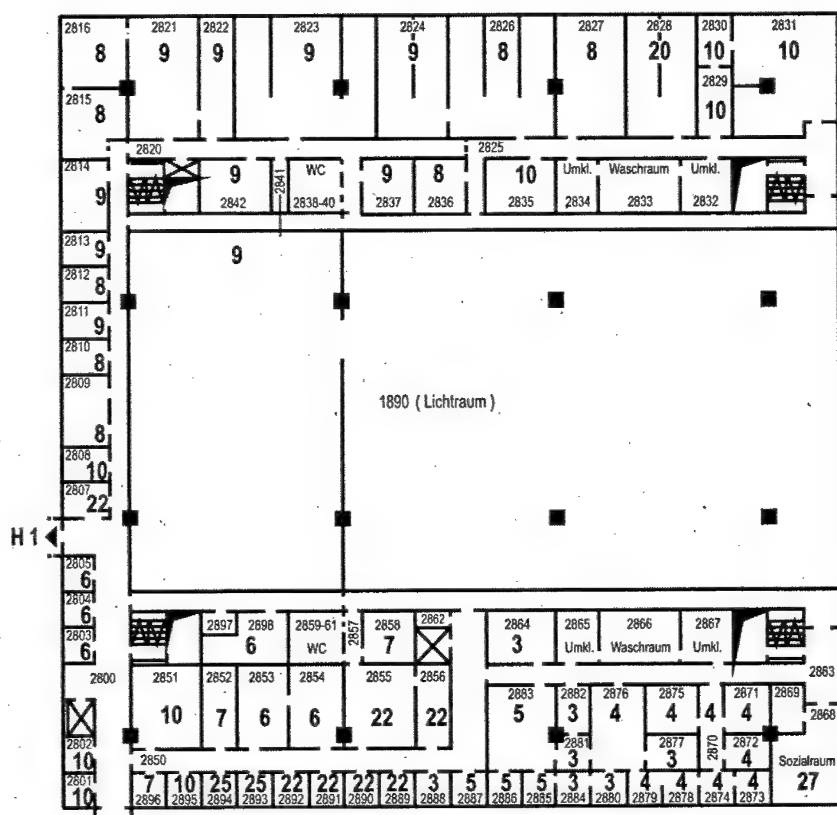 2816 2821 2822 2823 2824 2826 2827 2828 2830 2831
8 9 9 9 9 8 8 20 10 10
2815 2829
8 10
2820 2825
2814 9 2841 WC 9 8 10 Umkl. Waschraum Umkl.
9 2842 2838-40 2837 2836 2835 2834 2833 2832
2813 9
9
2812
8
2811
9
2810
8
2809
1890 ( Lichtraum )
8
2808
10
2807
22
H 1
2805
6
2804
6
2803
6
2897 2898 2859-61 2857 2858 2862 2864 2865 2866 2867
6 WC 7 3 Umkl. Waschraum Umkl.
2800 2851 2852 2853 2854 2855 2856 2863
10 7 6 6 22 22
2883 2882 2876 2875 2871 2869 2868
5 3 4 4 4 4
2802 2881 2877 2870 2872
10 3 3 4 Sozialraum
2850 27
2801
10
7 10 25 25 22 22 22 22 3 5 5 5 3 3 4 4 4 4
2896 2895 2894 2893 2892 2891 2890 2889 2888 2887 2886 2885 2884 2880 2879 2878 2874 2873